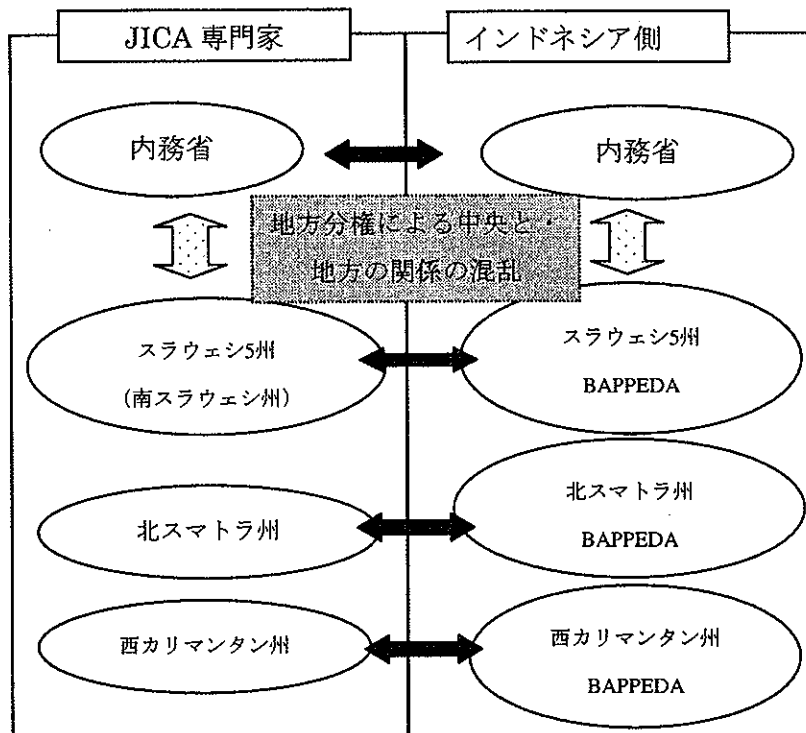 JICA 専門家
インドネシア側
内務省
内務省
地方分権による中央と・
地方の関係の混乱
スラウェシ5州
(南スラウェシ州)
スラウェシ5州
BAPPEDA
北スマトラ州
北スマトラ州
BAPPEDA
西カリマンタン州
西カリマンタン州
BAPPEDA